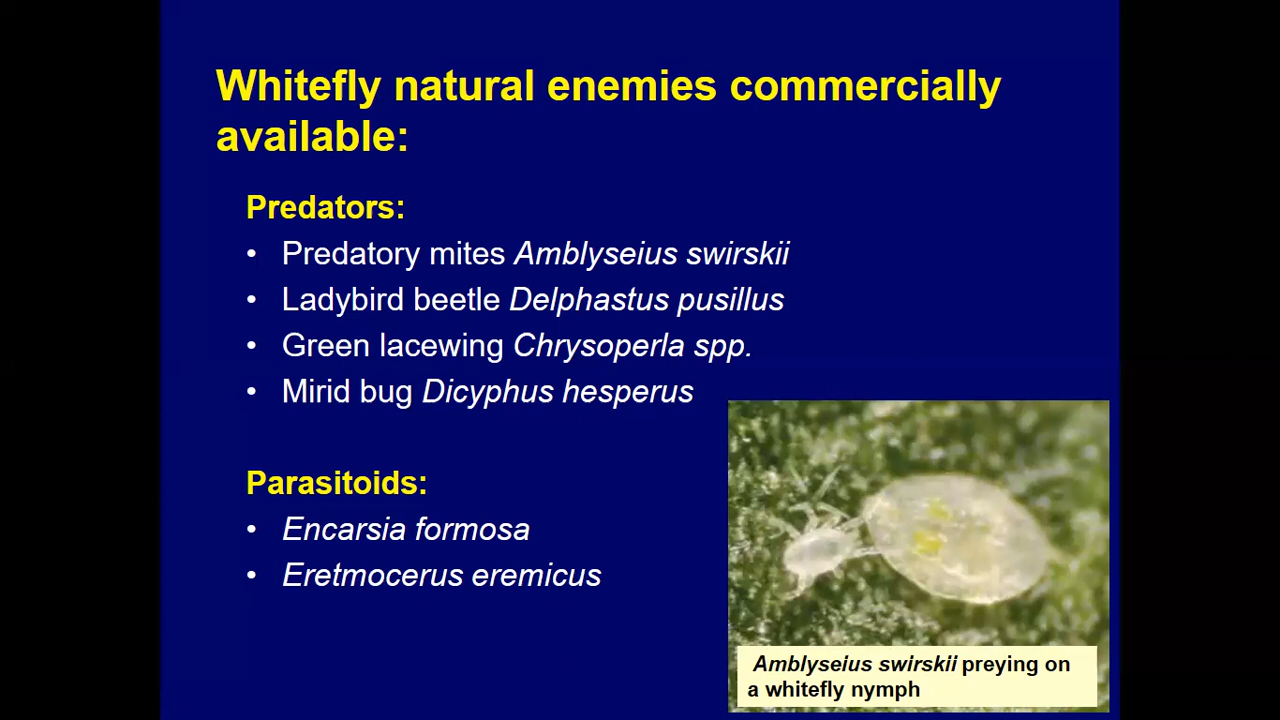 Whitefly natural enemies commercially
available:
Predators:
• Predatory mites Amblyseius swirskii
• Ladybird beetle Delphastus pusillus
• Green lacewing Chrysoperla spp.
• Mirid bug Dicyphus hesperus
Parasitoids:
• Encarsia formosa
• Eretmocerus eremicus
Amblyseius swirskii preying on
a whitefly nymph